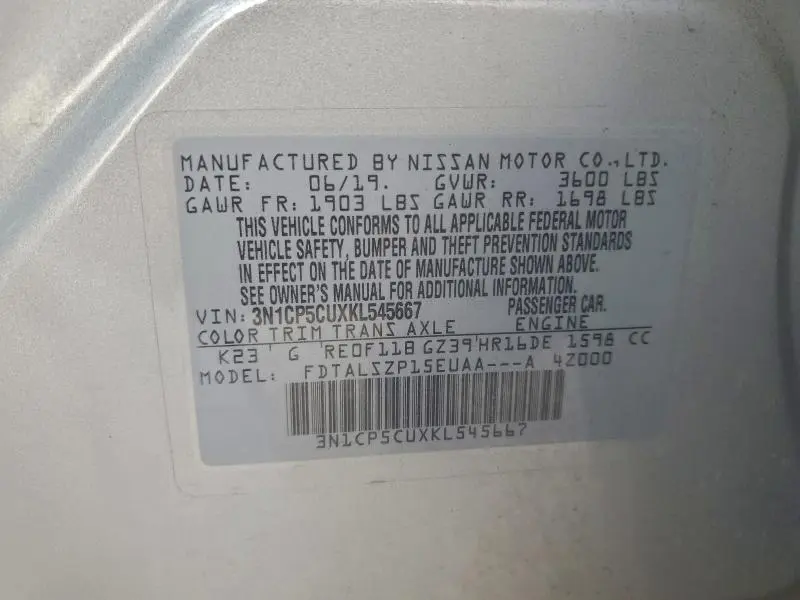 MANUFACTURED BY NISSAN MOTOR CO.,LTD.
DATE: 06/19. GVWR: 3600 LBS
GAWR FR: 1903 LBS GAWR RR: 1698 LBS
THIS VEHICLE CONFORMS TO ALL APPLICABLE FEDERAL MOTOR
VEHICLE SAFETY, BUMPER AND THEFT PREVENTION STANDARDS
IN EFFECT ON THE DATE OF MANUFACTURE SHOWN ABOVE.
SEE OWNER'S MANUAL FOR ADDITIONAL INFORMATION.
VIN: 3N1CP5CUXKL545667 PASSENGER CAR.
COLOR TRIM TRANS AXLE ENGINE
K23 G RE0F11B GZ39 HR16DE 1598 CC
MODEL: FDTALSZP15EUAA---A 4Z000
3N1CP5CUXKL545667